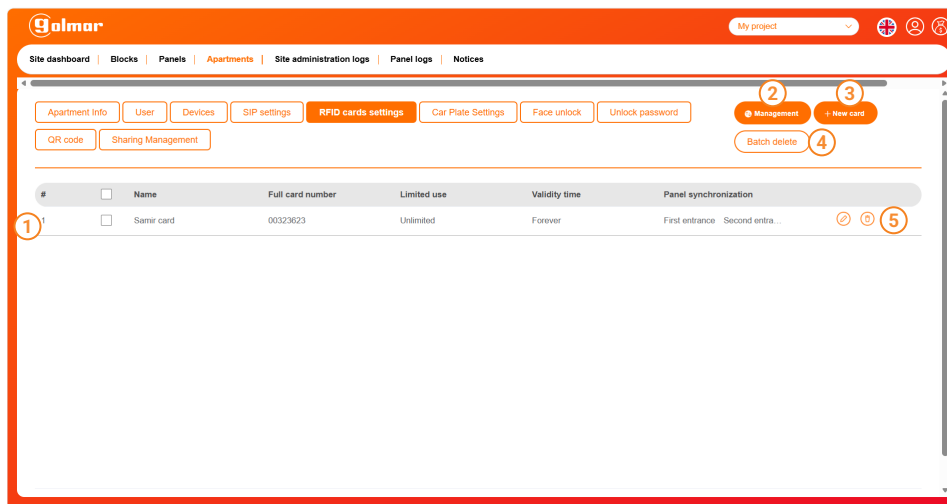 golmar
My project
Site dashboard | Blocks | Panels | Apartments | Site administration logs | Panel logs | Notices
2 3
Apartment Info User Devices SIP settings RFID cards settings Car Plate Settings Face unlock Unlock password Management + New card
QR code Sharing Management Batch delete 4
# Name Full card number Limited use Validity time Panel synchronization
1 Samir card 00323623 Unlimited Forever First entrance Second entra...
1 5